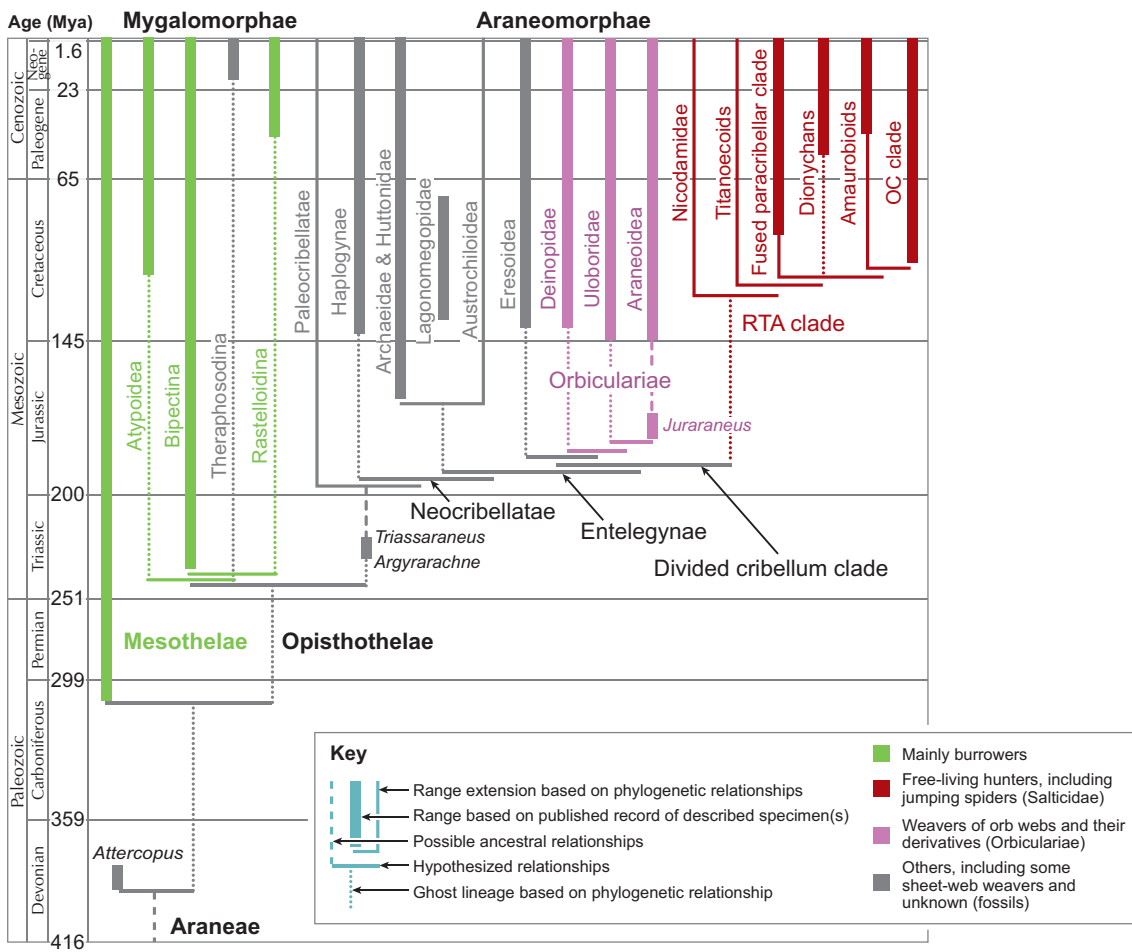 Age (Mya)
Mygalomorphae
Araneomorphae
Cenozoic
Mesozoic
Paleozoic
Neo-
gene
Paleogene
Cretaceous
Jurassic
Triassic
Permian
Carboniferous
Devonian
1.6
23
65
145
200
251
299
359
416
Atypoidea
Bipectina
Theraphosodina
Rastelloidina
Paleocribellatae
Haplogynae
Archaeidae & Huttonidae
Lagonomegopidae
Austrochiloidea
Eresoidea
Deinopidae
Uloboridae
Araneoidea
Nicodamidae
Titanoecoids
Fused paracribellar clade
Dionychans
Amaurobioids
OC clade
RTA clade
Orbiculariae
Juraraneus
Neocribellatae
Entelegynae
Divided cribellum clade
Triassaraneus
Argyrarachne
Mesothelae
Opisthothelae
Attercopus
Araneae
Key
Range extension based on phylogenetic relationships
Range based on published record of described specimen(s)
Possible ancestral relationships
Hypothesized relationships
Ghost lineage based on phylogenetic relationship
Mainly burrowers
Free-living hunters, including
jumping spiders (Salticidae)
Weavers of orb webs and their
derivatives (Orbiculariae)
Others, including some
sheet-web weavers and
unknown (fossils)